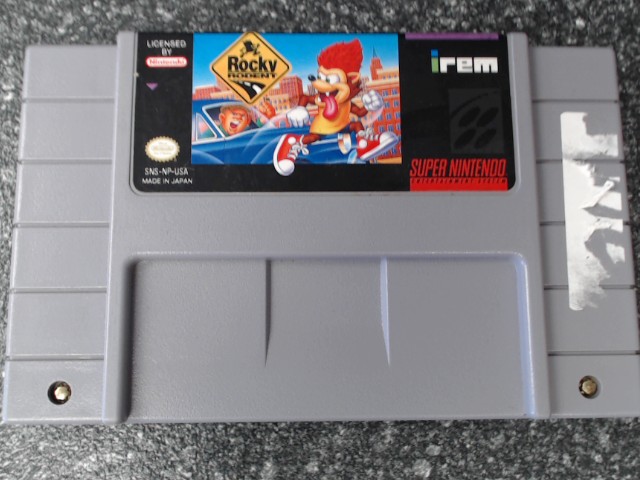 LICENSED
BY
Nintendo
Rocky
RODENT
SNS-NP-USA
MADE IN JAPAN
irem
SUPER NINTENDO
ENTERTAINMENT SYSTEM